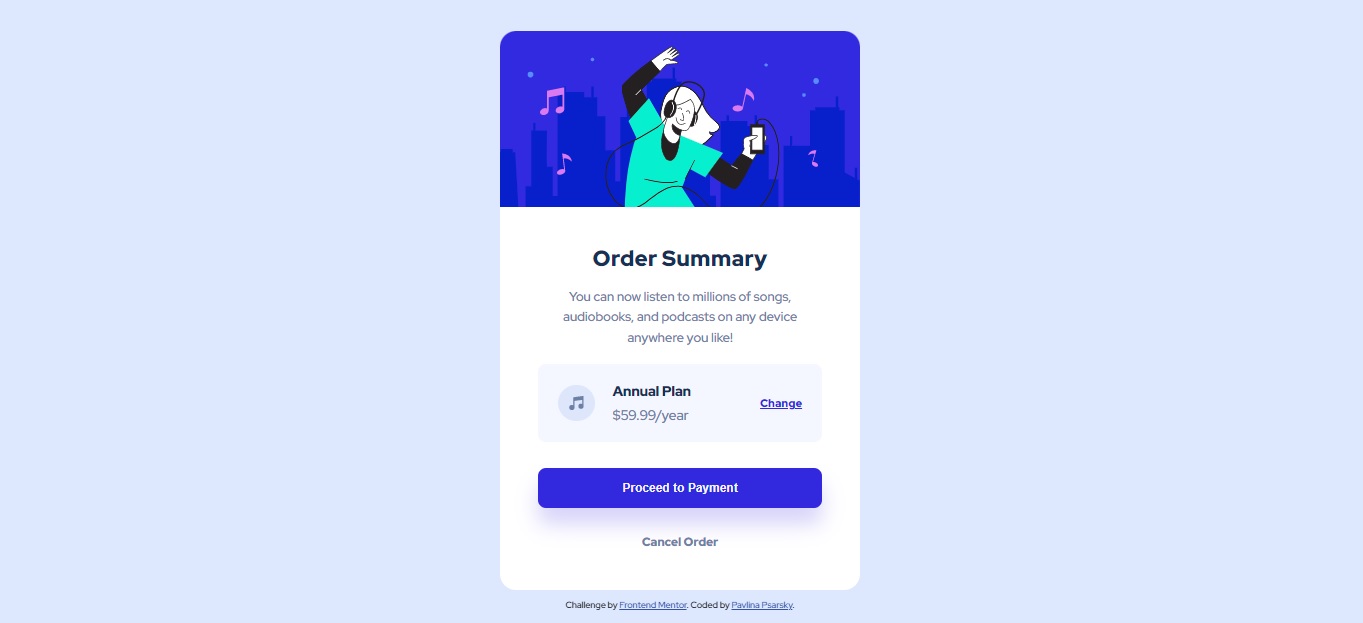 Order Summary
You can now listen to millions of songs,
audiobooks, and podcasts on any device
anywhere you like!
Annual Plan
$59.99/year
Change
Proceed to Payment
Cancel Order
Challenge by Frontend Mentor. Coded by Pavlina Psarsky.